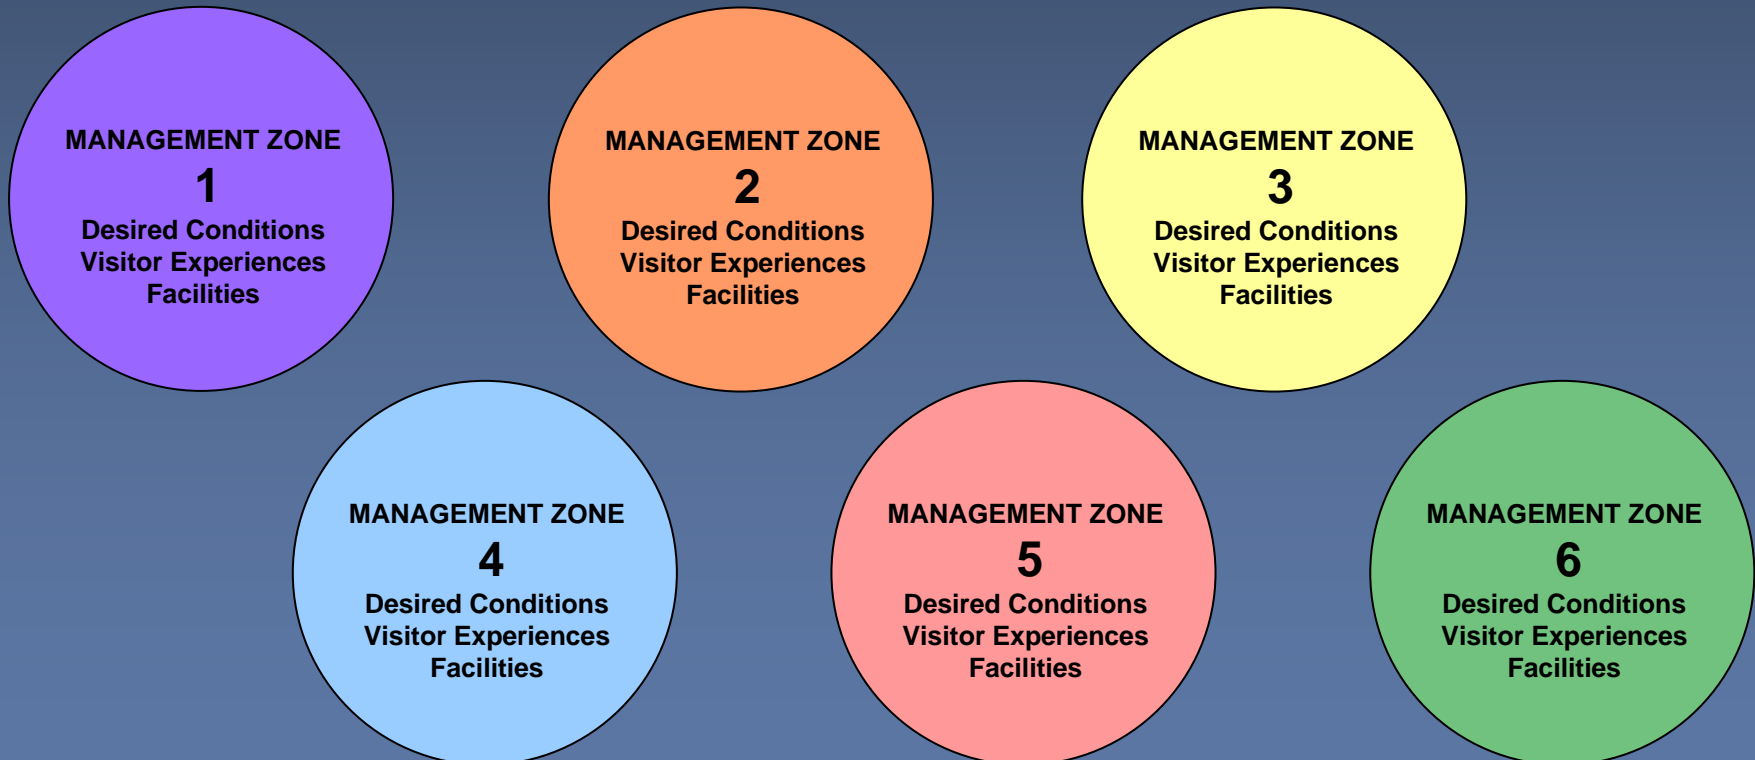 MANAGEMENT ZONE
1
Desired Conditions
Visitor Experiences
Facilities
MANAGEMENT ZONE
2
Desired Conditions
Visitor Experiences
Facilities
MANAGEMENT ZONE
3
Desired Conditions
Visitor Experiences
Facilities
MANAGEMENT ZONE
4
Desired Conditions
Visitor Experiences
Facilities
MANAGEMENT ZONE
5
Desired Conditions
Visitor Experiences
Facilities
MANAGEMENT ZONE
6
Desired Conditions
Visitor Experiences
Facilities